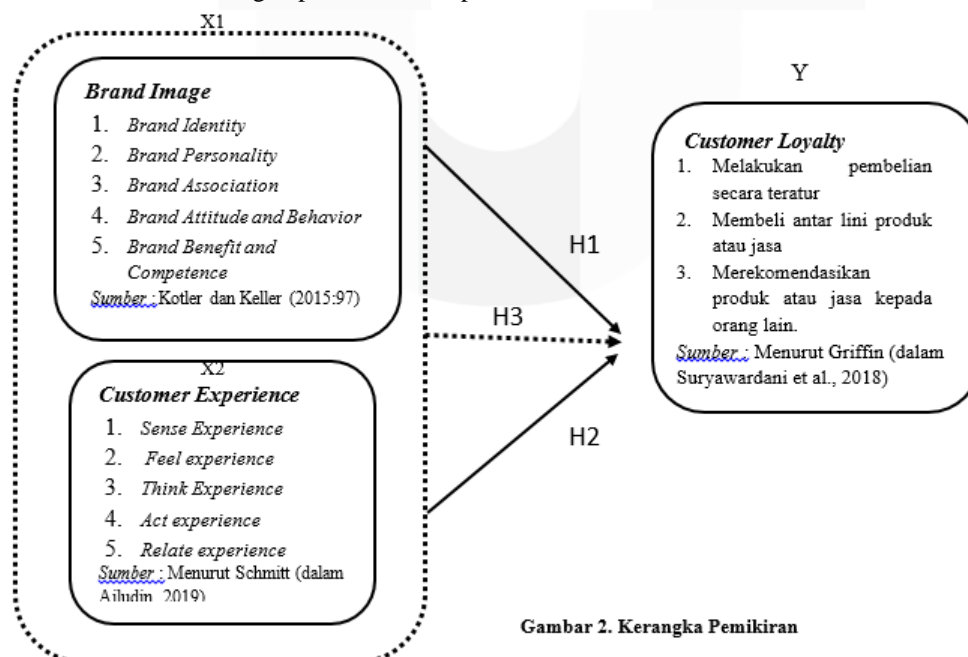 X1
Brand Image
1. Brand Identity
2. Brand Personality
3. Brand Association
4. Brand Attitude and Behavior
5. Brand Benefit and
Competence
Sumber : Kotler dan Keller (2015:97)
X2
Customer Experience
1. Sense Experience
2. Feel experience
3. Think Experience
4. Act experience
5. Relate experience
Sumber : Menurut Schmitt (dalam
2019)
H1
H3
H2
Y
Customer Loyalty
1. Melakukan pembelian
secara teratur
2. Membeli antar lini produk
atau jasa
3. Merekomendasikan
produk atau jasa kepada
orang lain.
Sumber : Menurut Griffin (dalam
Suryawardani et al., 2018)
Gambar 2. Kerangka Pemikiran